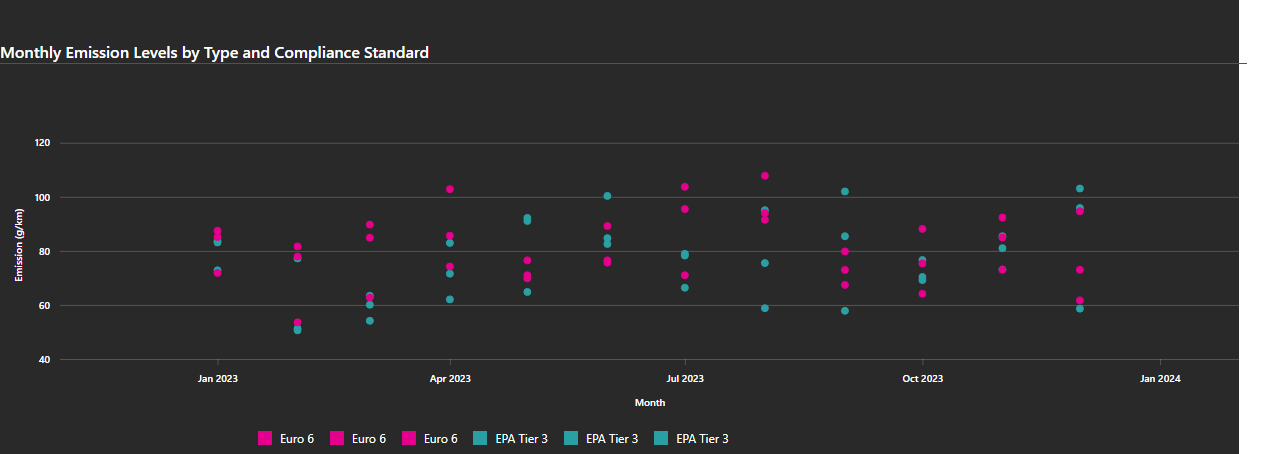 Monthly Emission Levels by Type and Compliance Standard
120
100
80
60
40
Emission (g/km)
Jan 2023 Apr 2023 Jul 2023 Oct 2023 Jan 2024
Month
Euro 6 Euro 6 Euro 6 EPA Tier 3 EPA Tier 3 EPA Tier 3